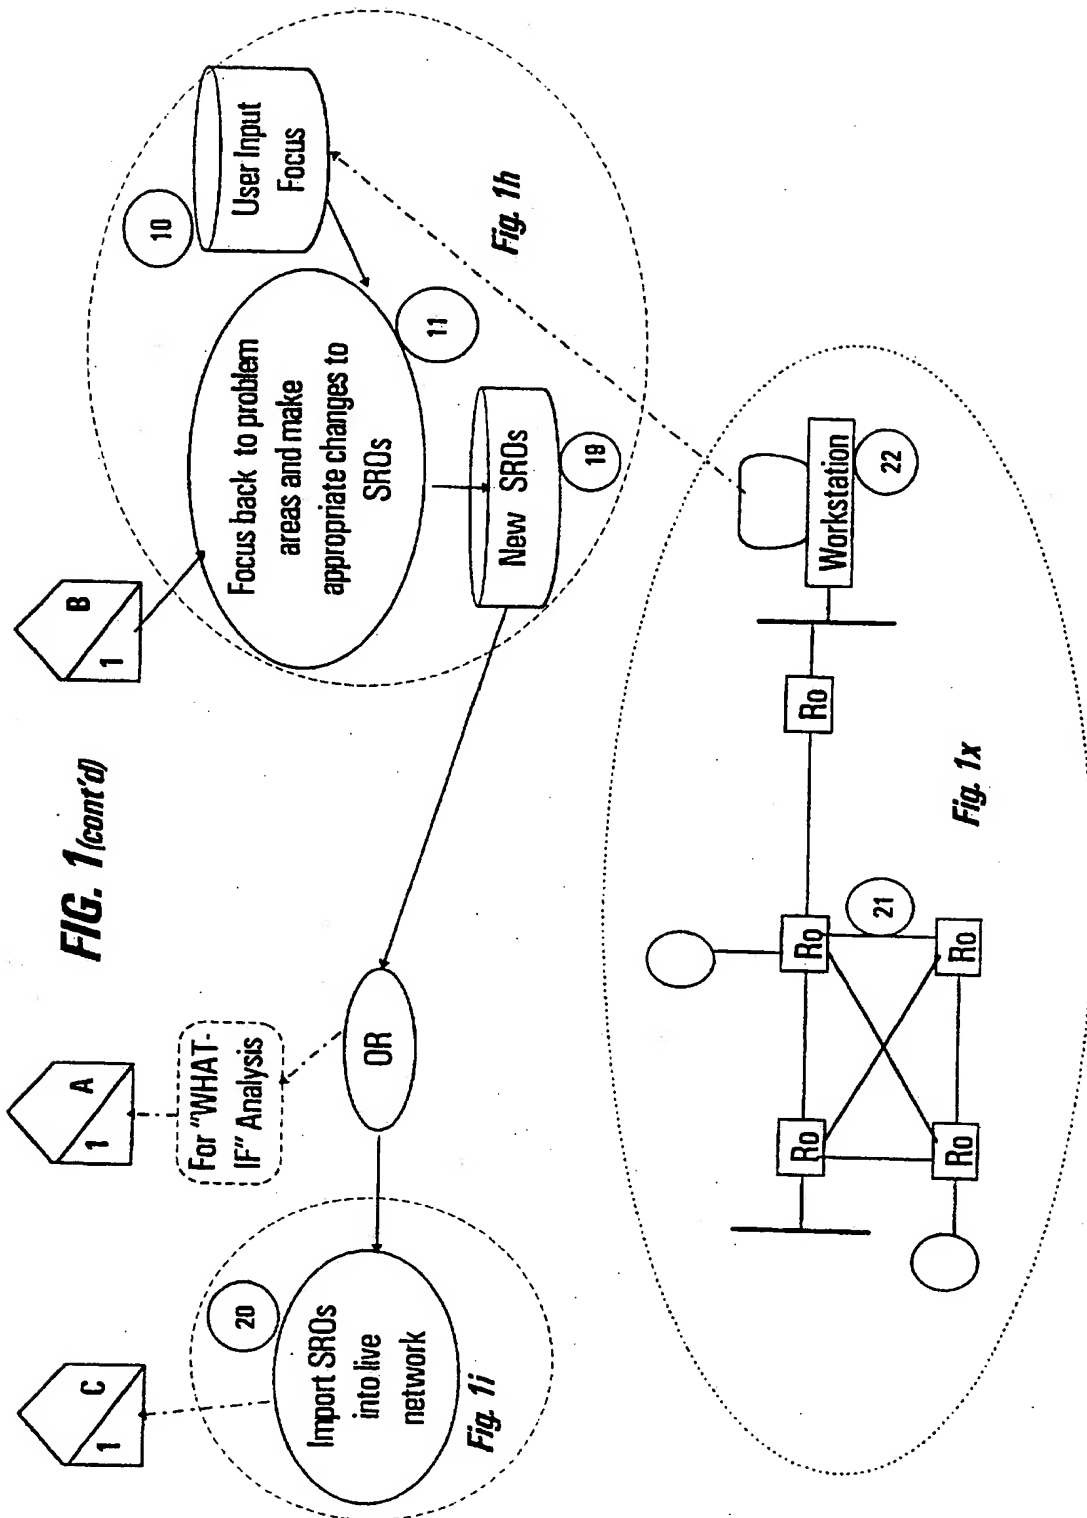 FIG. 1 (cont'd)
1 C
1 A
1 B
20
Import SROs
into live
network
Fig. 1i
For "WHAT-
IF" Analysis
OR
10
User Input
Focus
Focus back to problem
areas and make
appropriate changes to
SROs
11
New SROs
19
Fig. 1h
Ro
Ro
Ro
Ro
21
Ro
Workstation
22
Fig. 1x